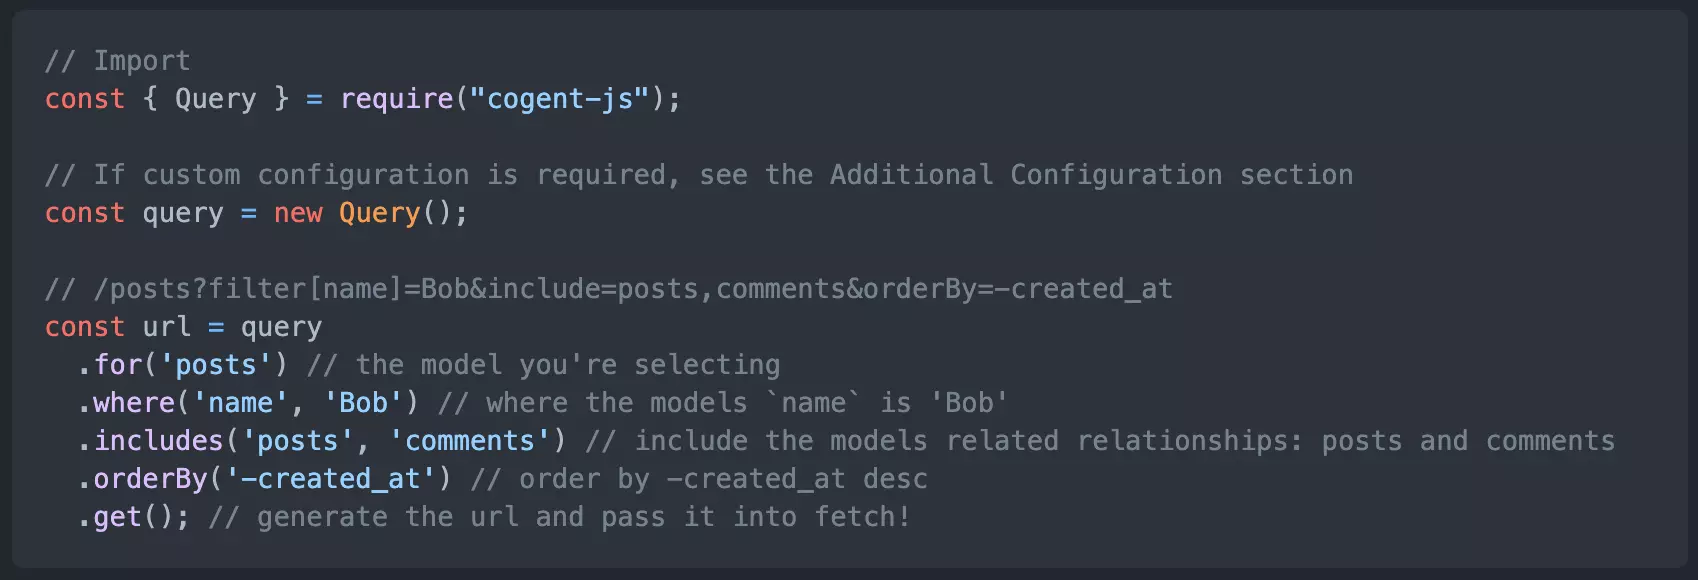 // Import
const { Query } = require("cogent-js");
// If custom configuration is required, see the Additional Configuration section
const query = new Query();
// /posts?filter[name]=Bob&include=posts,comments&orderBy=-created_at
const url = query
.for('posts') // the model you're selecting
.where('name', 'Bob') // where the models `name` is 'Bob'
.includes('posts', 'comments') // include the models related relationships: posts and comments
.orderBy('-created_at') // order by -created_at desc
.get(); // generate the url and pass it into fetch!